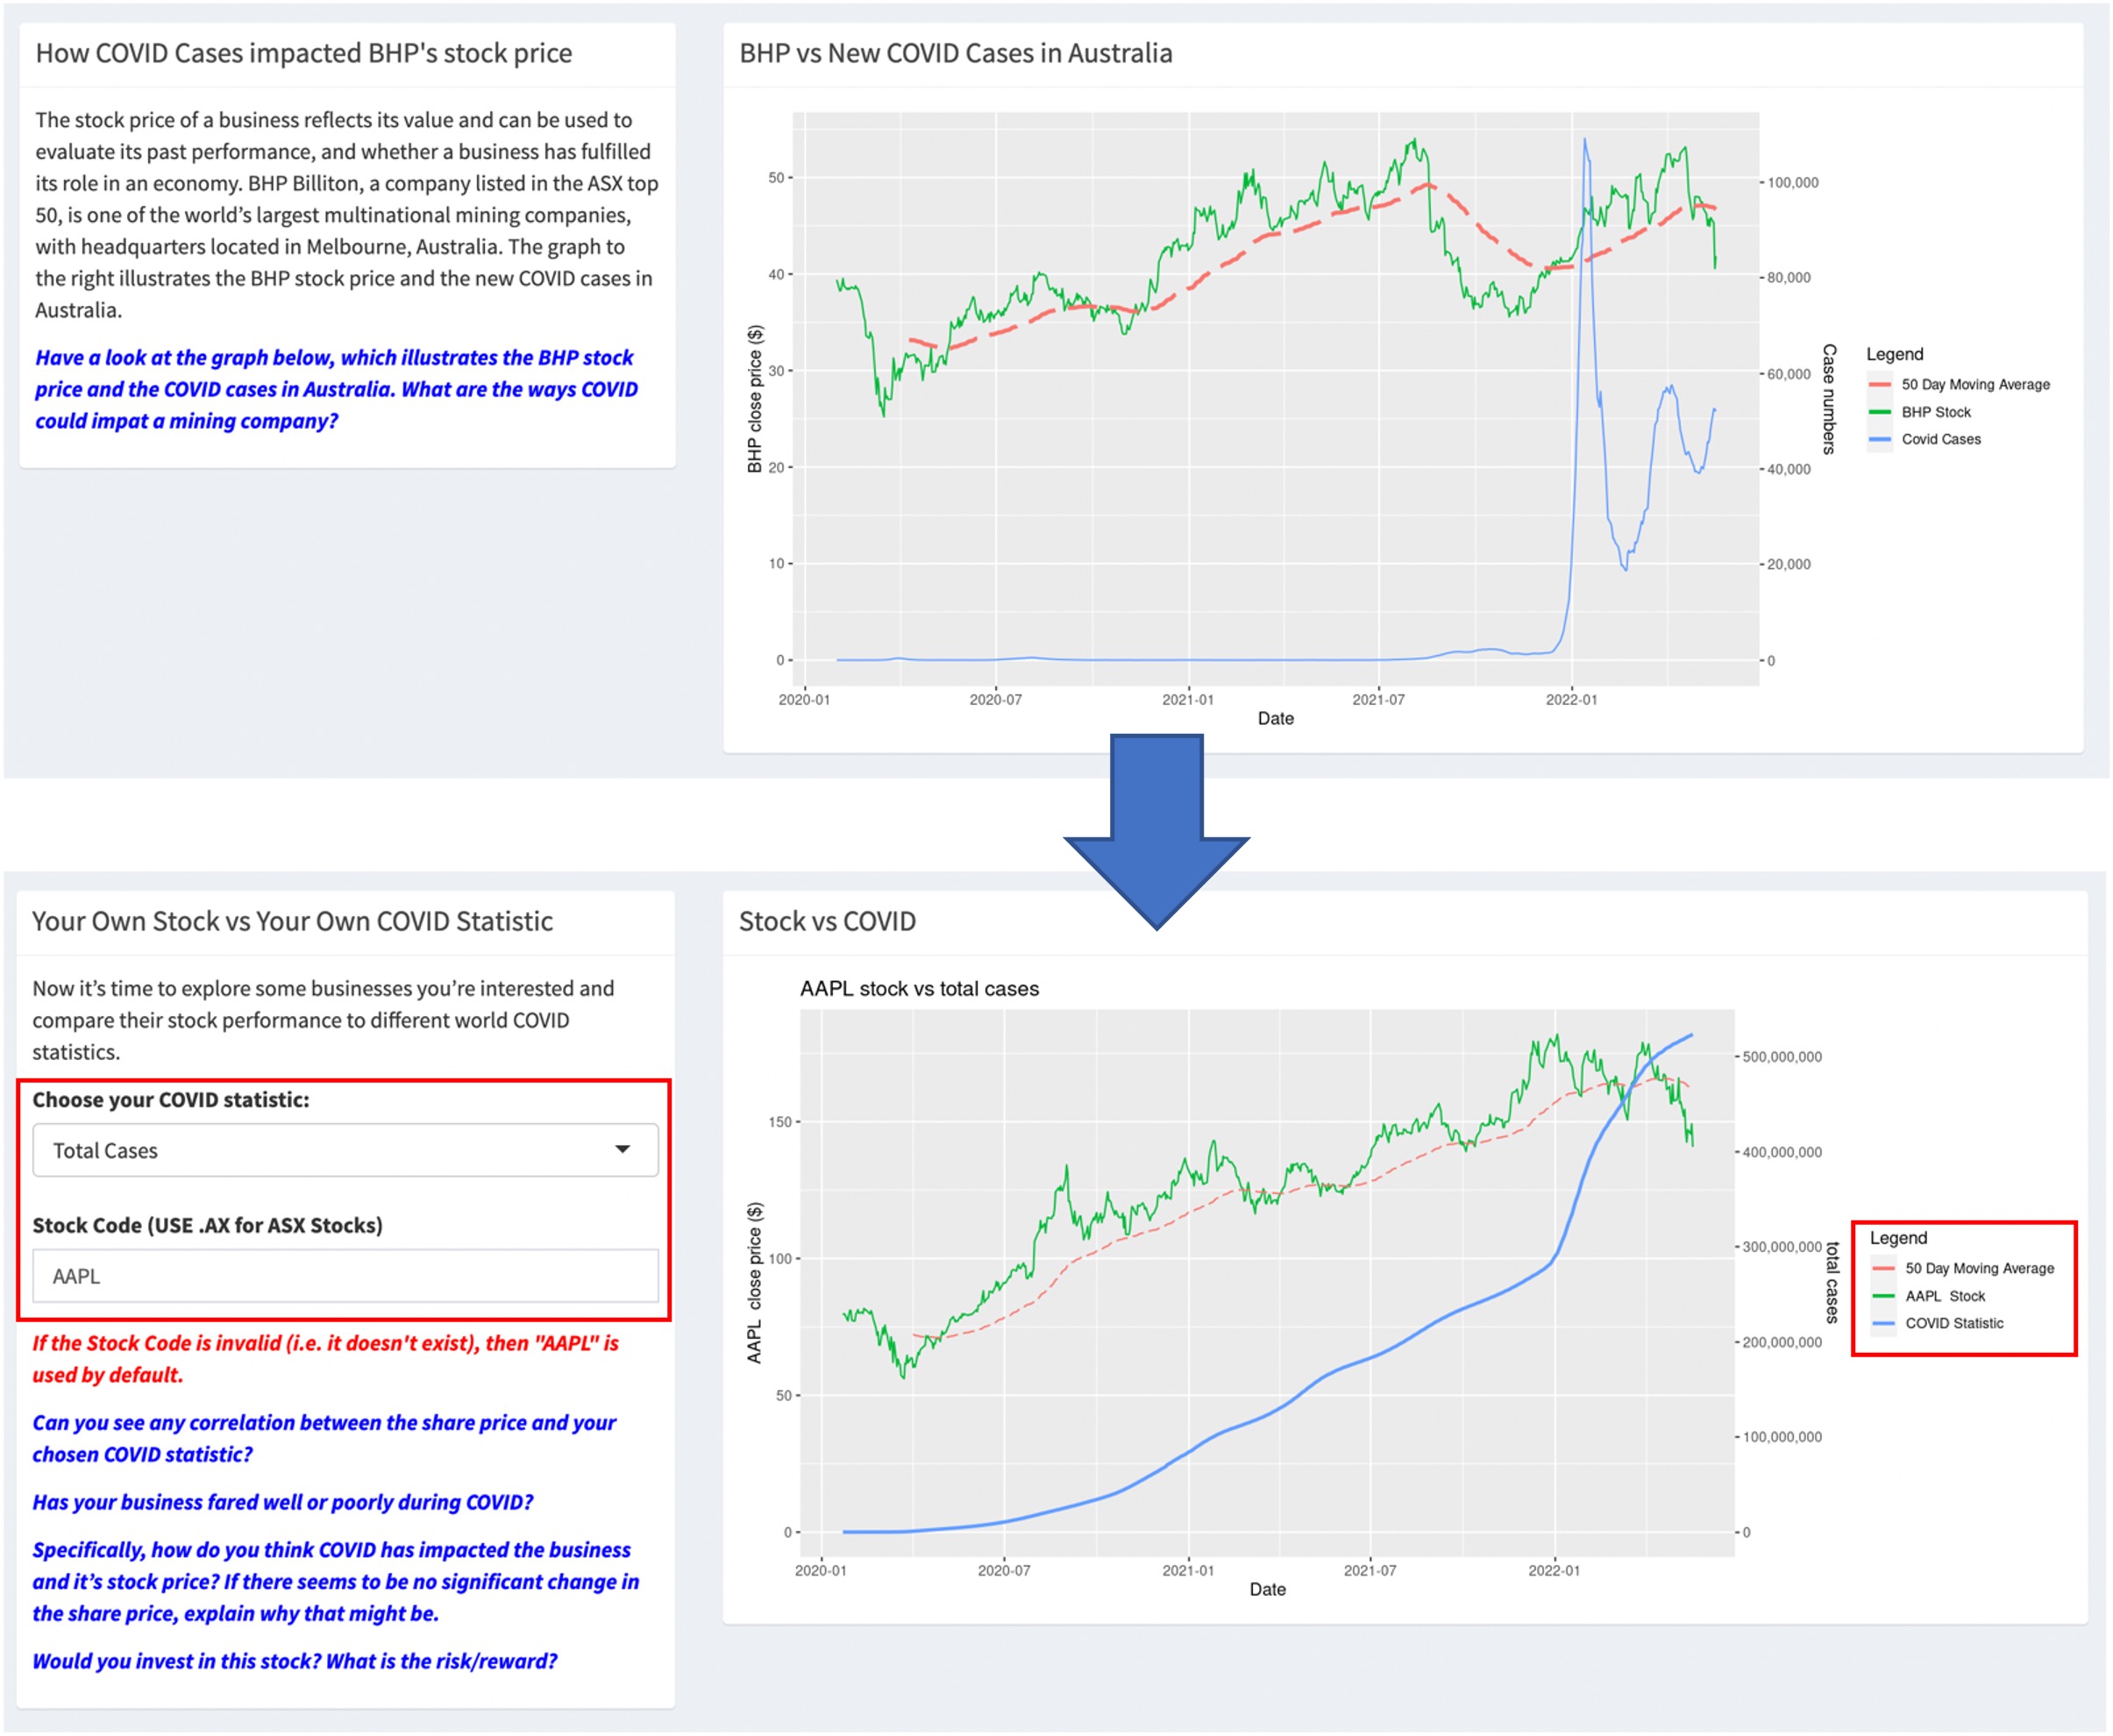 How COVID Cases impacted BHP's stock price
The stock price of a business reflects its value and can be used to
evaluate its past performance, and whether a business has fulfilled
its role in an economy. BHP Billiton, a company listed in the ASX top
50, is one of the world's largest multinational mining companies,
with headquarters located in Melbourne, Australia. The graph to
the right illustrates the BHP stock price and the new COVID cases in
Australia.
Have a look at the graph below, which illustrates the BHP stock
price and the COVID cases in Australia. What are the ways COVID
could impat a mining company?
BHP vs New COVID Cases in Australia
BHP close price ($)
50
40
30
20
10
0
100,000
80,000
60,000
40,000
20,000
0
Case numbers
2020-01
2020-07
2021-01
2021-07
2022-01
Date
Legend
50 Day Moving Average
BHP Stock
Covid Cases
Your Own Stock vs Your Own COVID Statistic
Now it's time to explore some businesses you're interested and
compare their stock performance to different world COVID
statistics.
Choose your COVID statistic:
Total Cases
Stock Code (USE .AX for ASX Stocks)
AAPL
If the Stock Code is invalid (i.e. it doesn't exist), then "AAPL" is
used by default.
Can you see any correlation between the share price and your
chosen COVID statistic?
Has your business fared well or poorly during COVID?
Specifically, how do you think COVID has impacted the business
and it's stock price? If there seems to be no significant change in
the share price, explain why that might be.
Would you invest in this stock? What is the risk/reward?
Stock vs COVID
AAPL stock vs total cases
AAPL close price ($)
150
100
50
0
500,000,000
400,000,000
300,000,000
200,000,000
100,000,000
0
total cases
2020-01
2020-07
2021-01
2021-07
2022-01
Date
Legend
50 Day Moving Average
AAPL Stock
COVID Statistic